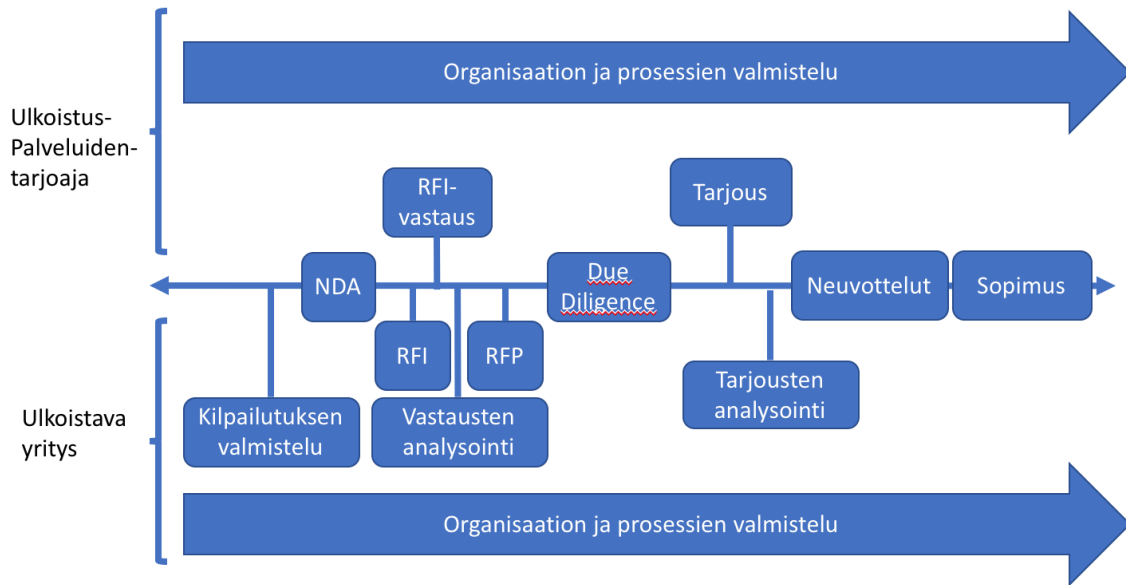 Organisaation ja prosessien valmistelu
Ulkoistus-
Palveluiden-
tarjoaja
RFI-
vastaus
Tarjous
NDA
Due
Diligence
Neuvottelut
Sopimus
RFI
RFP
Kilpailutuksen
valmistelu
Vastausten
analysointi
Tarjousten
analysointi
Ulkoistava
yritys
Organisaation ja prosessien valmistelu